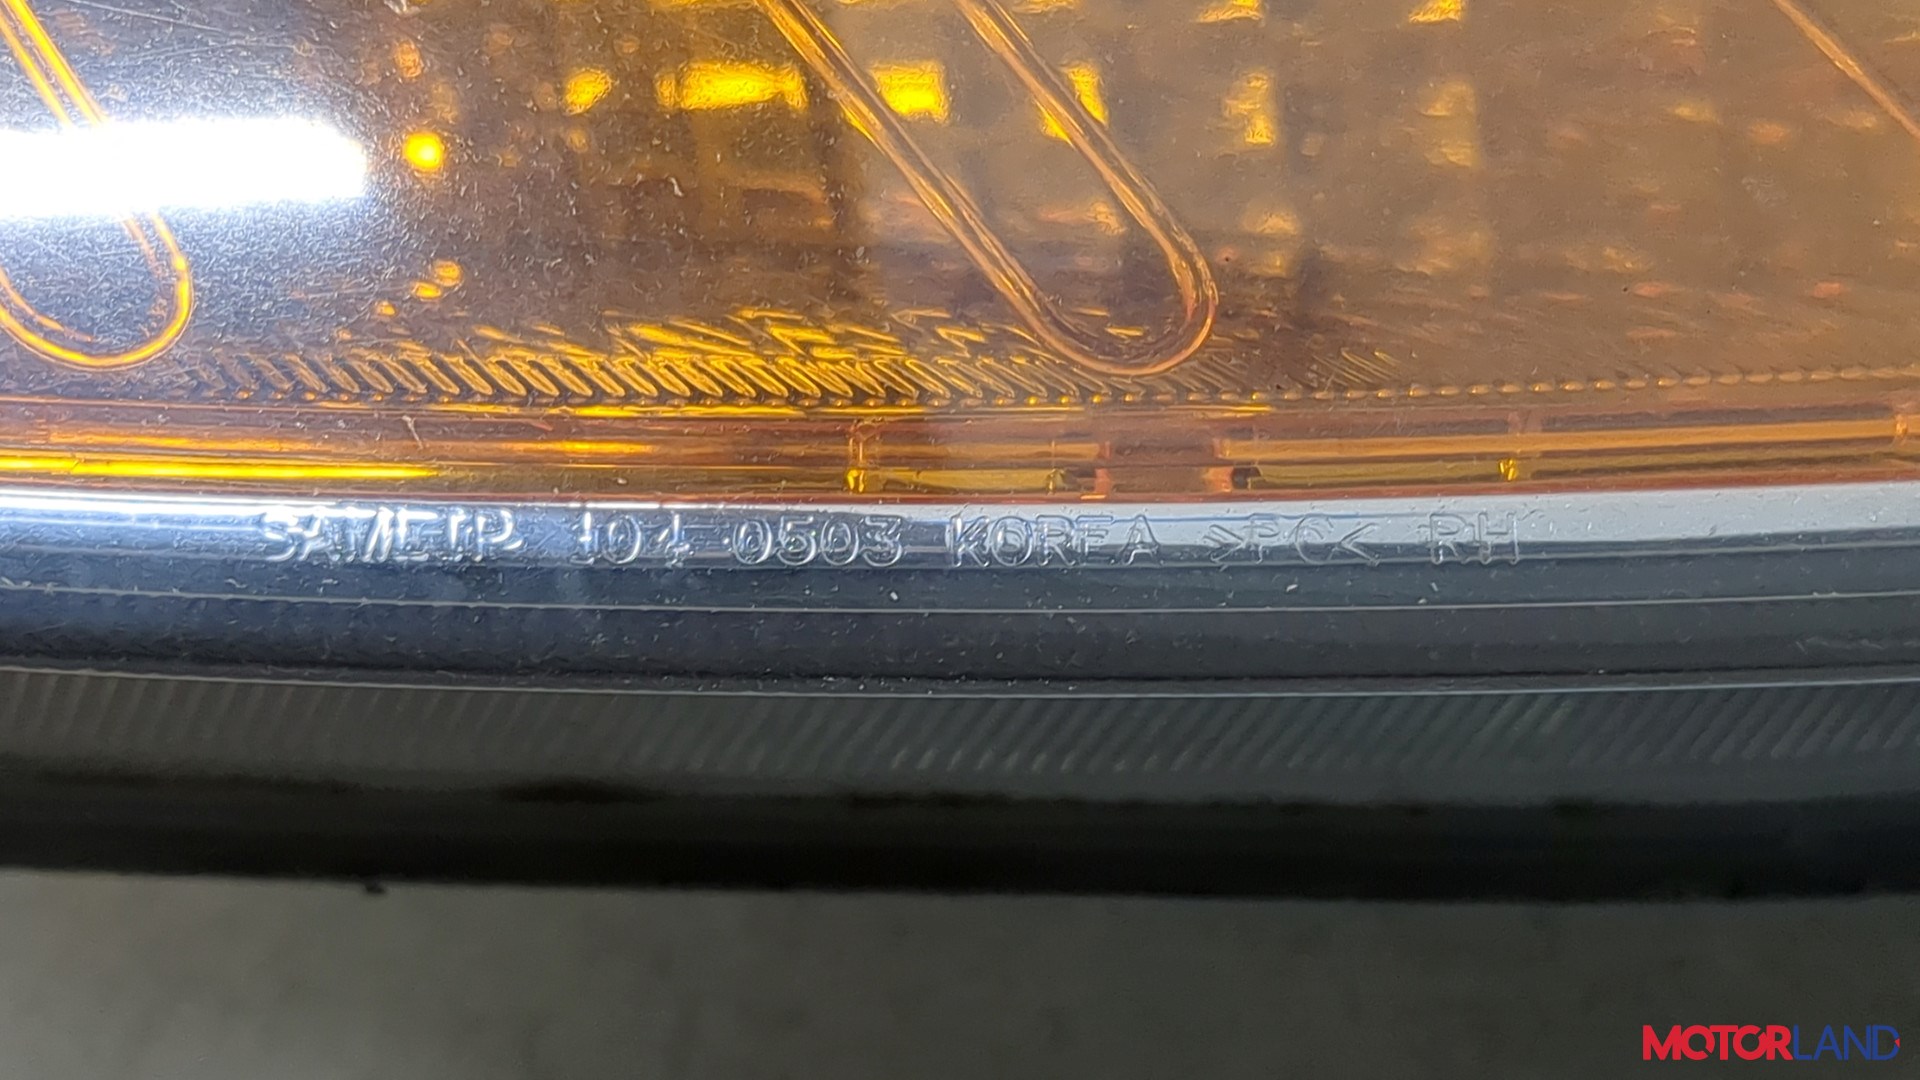 SAMLIP 104 0503 KOREA >PC< RH
MOTORLAND